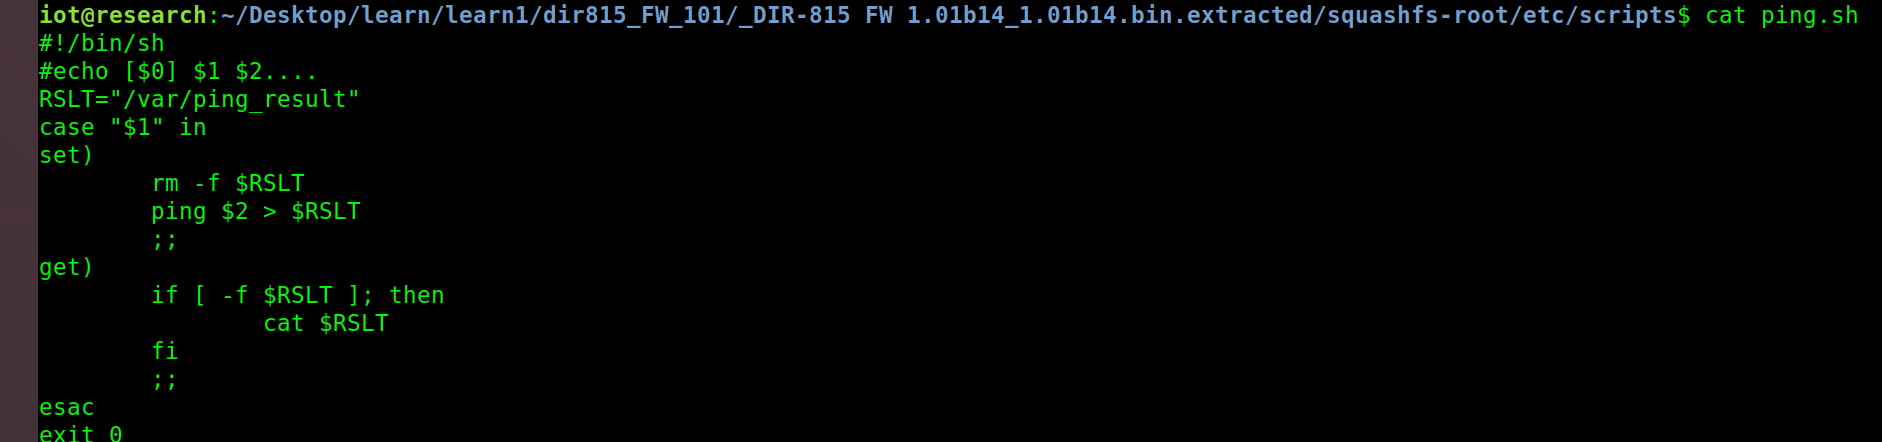 iot@research:~/Desktop/learn/learn1/dir815_FW_101/_DIR-815 FW 1.01b14_1.01b14.bin.extracted/squashfs-root/etc/scripts$ cat ping.sh
#!/bin/sh
#echo [$0] $1 $2....
RSLT="/var/ping_result"
case "$1" in
set)
        rm -f $RSLT
        ping $2 > $RSLT
        ;;
get)
        if [ -f $RSLT ]; then
                cat $RSLT
        fi
        ;;
esac
exit 0